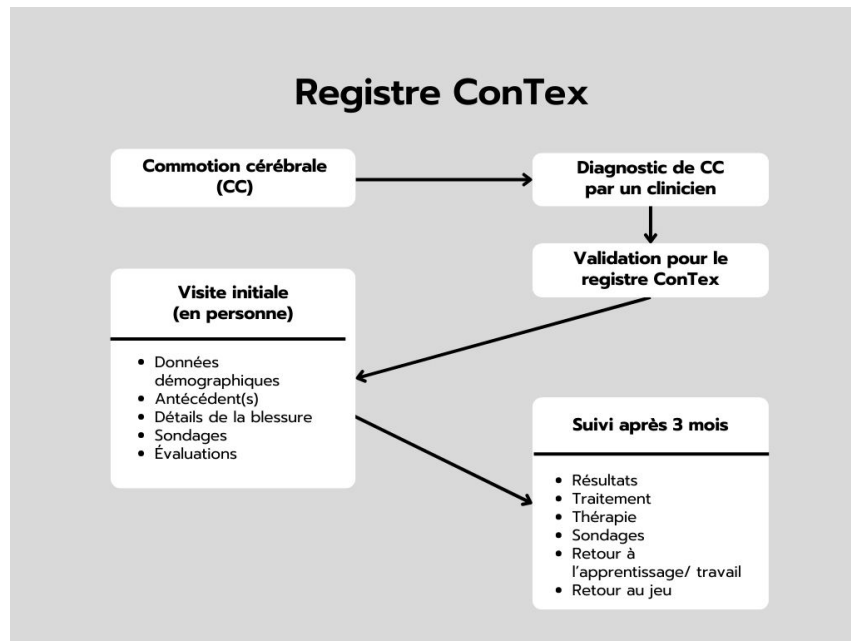 Registre ConTex
Commotion cérébrale
(CC)
Diagnostic de CC
par un clinicien
Validation pour le
registre ConTex
Visite initiale
(en personne)
• Données
démographiques
• Antécédent(s)
• Détails de la blessure
• Sondages
• Évaluations
Suivi après 3 mois
• Résultats
• Traitement
• Thérapie
• Sondages
• Retour à
l'apprentissage/ travail
• Retour au jeu